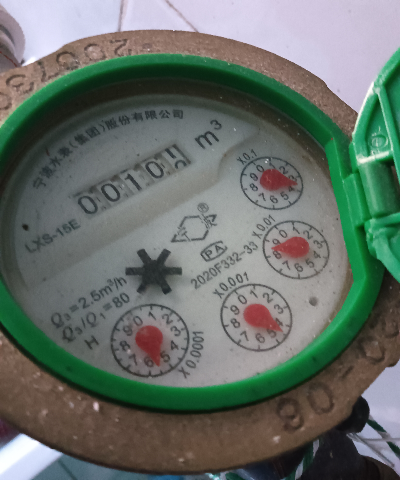 宁波水表(集团)股份有限公司
0010
m³
LXS-15E
X0.1
PA
2020F332-33
X0.01
X0.001
Q₃=2.5m³/h
Q₃/Q₁=80
H
X0.0001